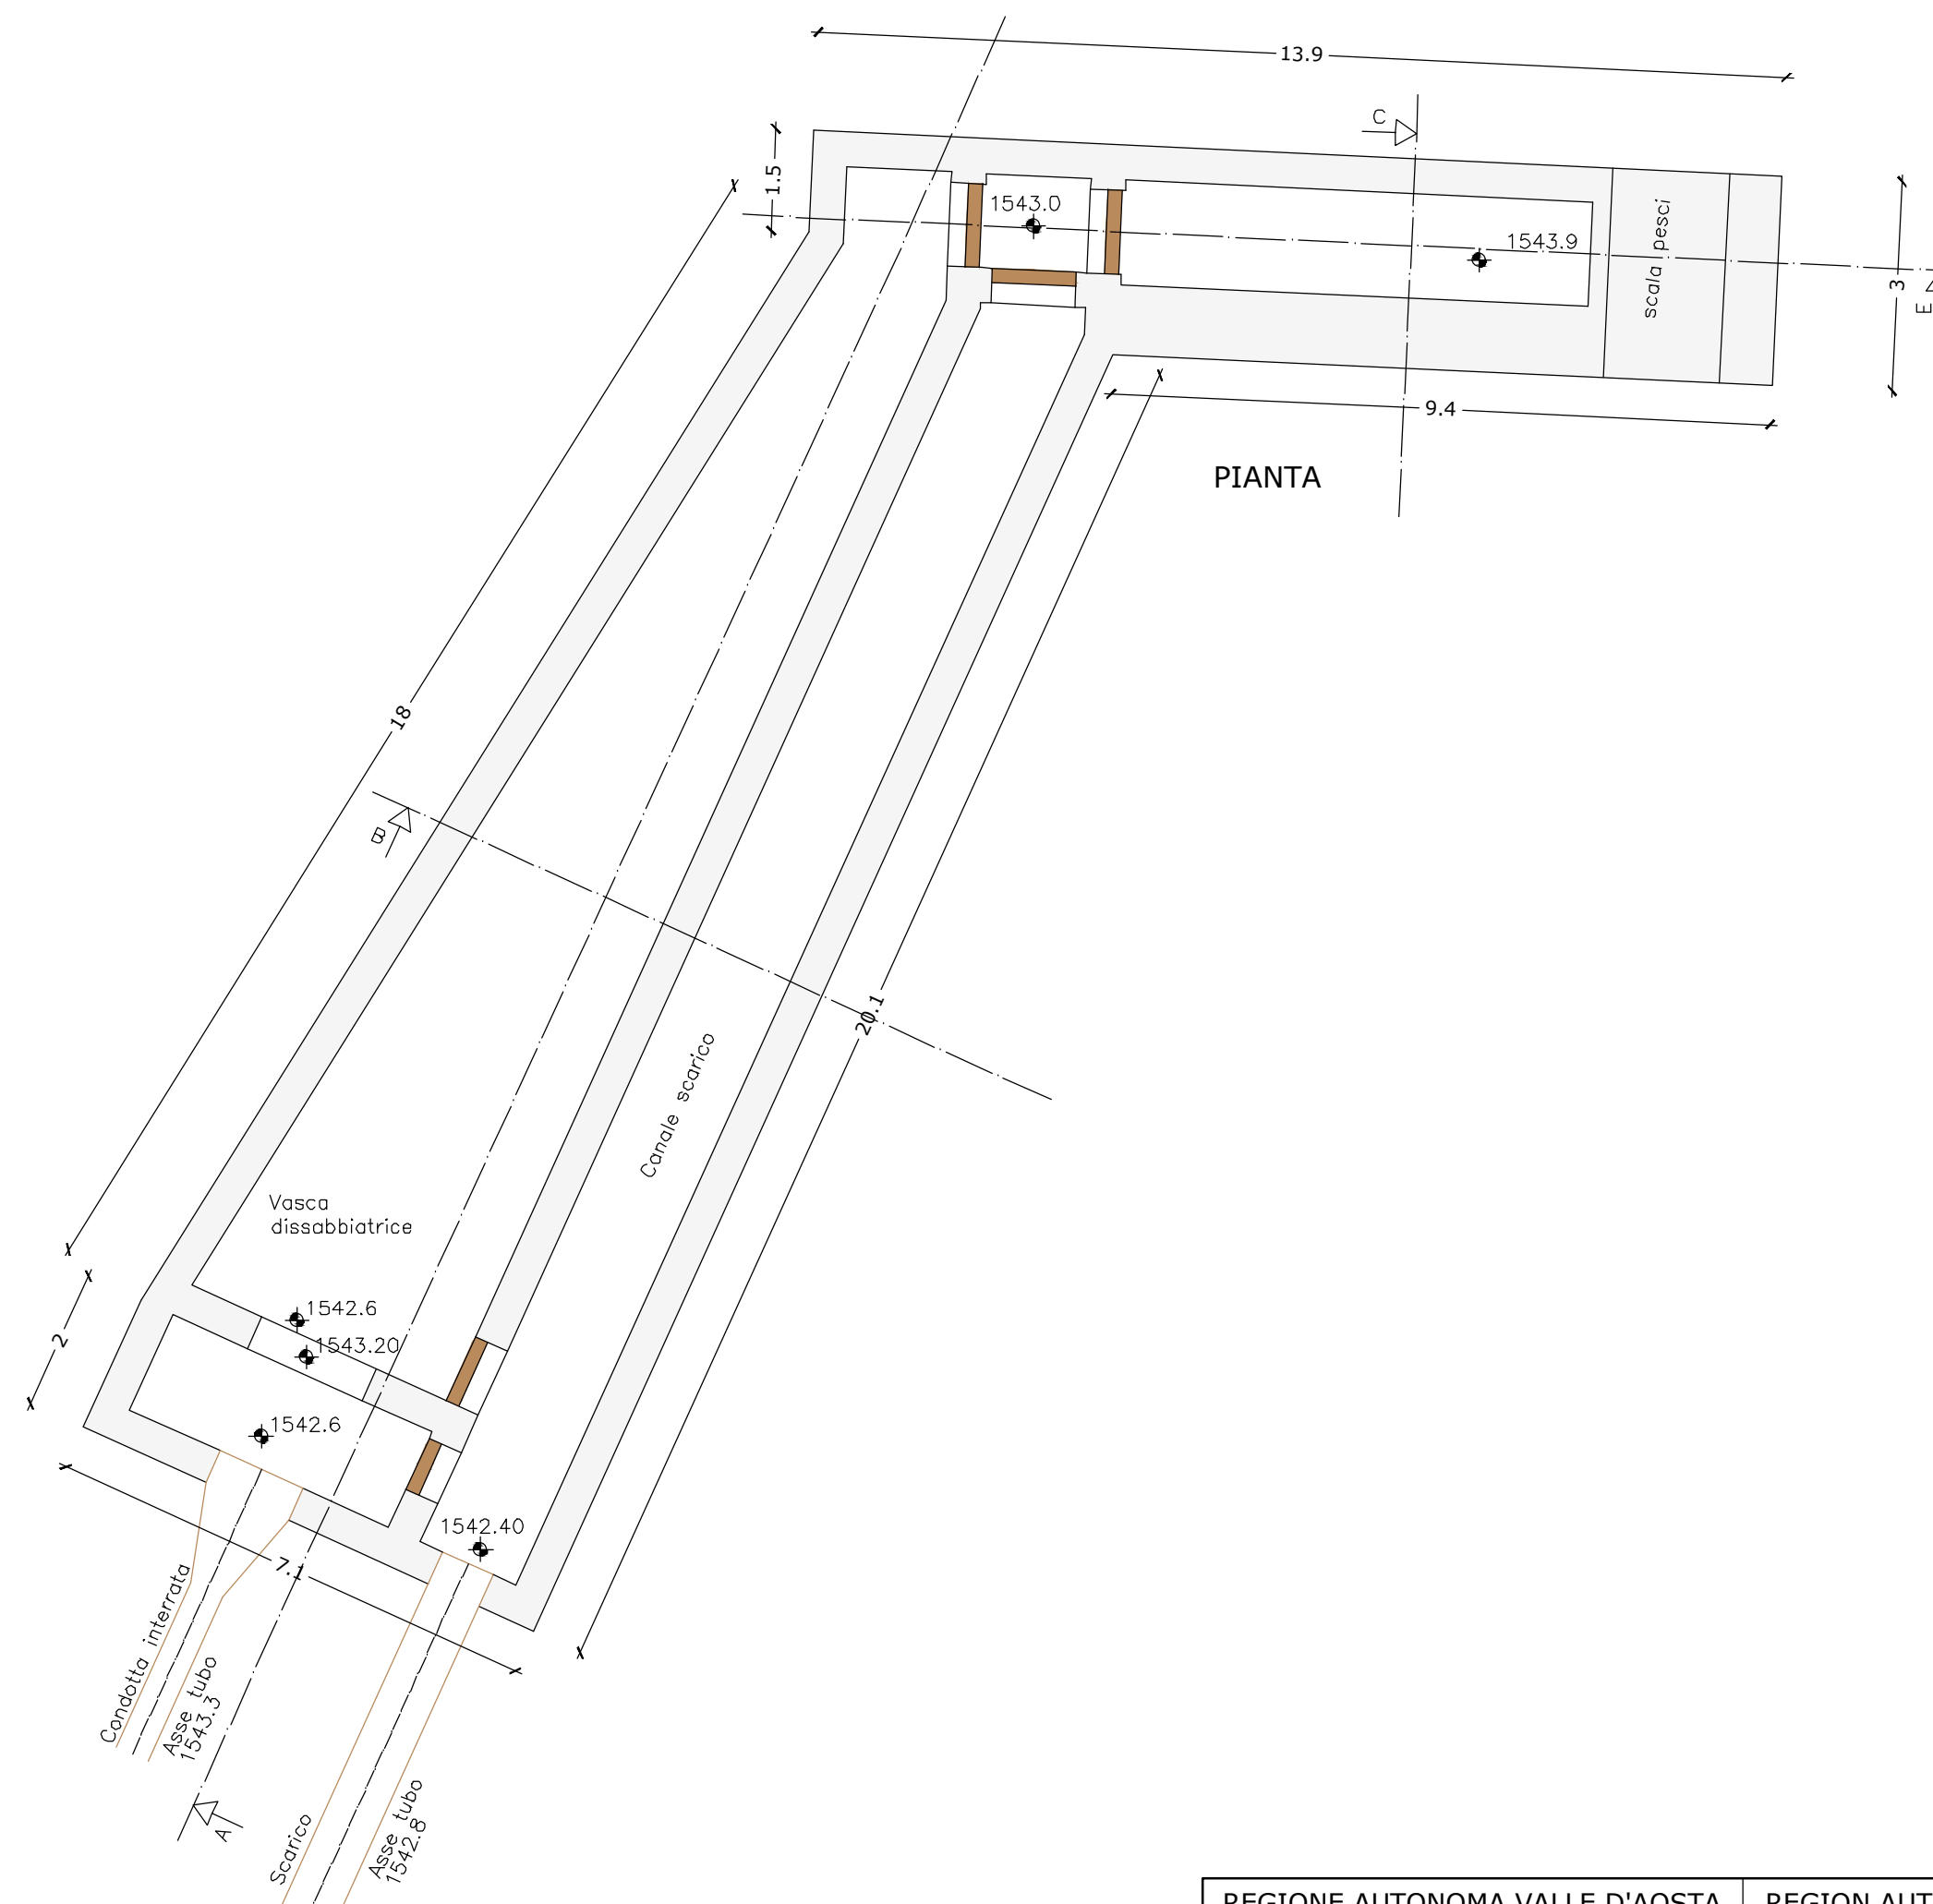 13.9
C
1.5
1543.0
1543.9
scala pesci
3
E
9.4
PIANTA
18
B
20.1
Canale scarico
Vasca
dissabbiatrice
1542.6
1543.20
2
1542.6
1542.40
7.1
Condotta interrata
Asse tubo
1543.3
A
Scarico
Asse tubo
1542.8
REGIONE AUTONOMA VALLE D'AOSTA
REGION AUT